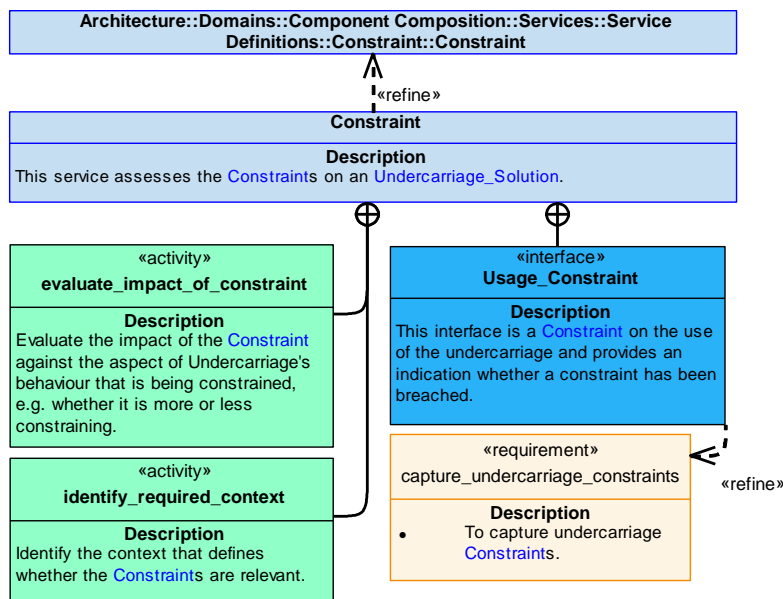 Architecture::Domains::Component Composition::Services::Service
Definitions::Constraint::Constraint
«refine»
Constraint
Description
This service assesses the Constraints on an Undercarriage_Solution.
«activity»
evaluate_impact_of_constraint
Description
Evaluate the impact of the Constraint
against the aspect of Undercarriage's
behaviour that is being constrained,
e.g. whether it is more or less
constraining.
«interface»
Usage_Constraint
Description
This interface is a Constraint on the use
of the undercarriage and provides an
indication whether a constraint has been
breached.
«activity»
identify_required_context
Description
Identify the context that defines
whether the Constraints are relevant.
«requirement»
capture_undercarriage_constraints
Description
• To capture undercarriage
Constraints.
«refine»